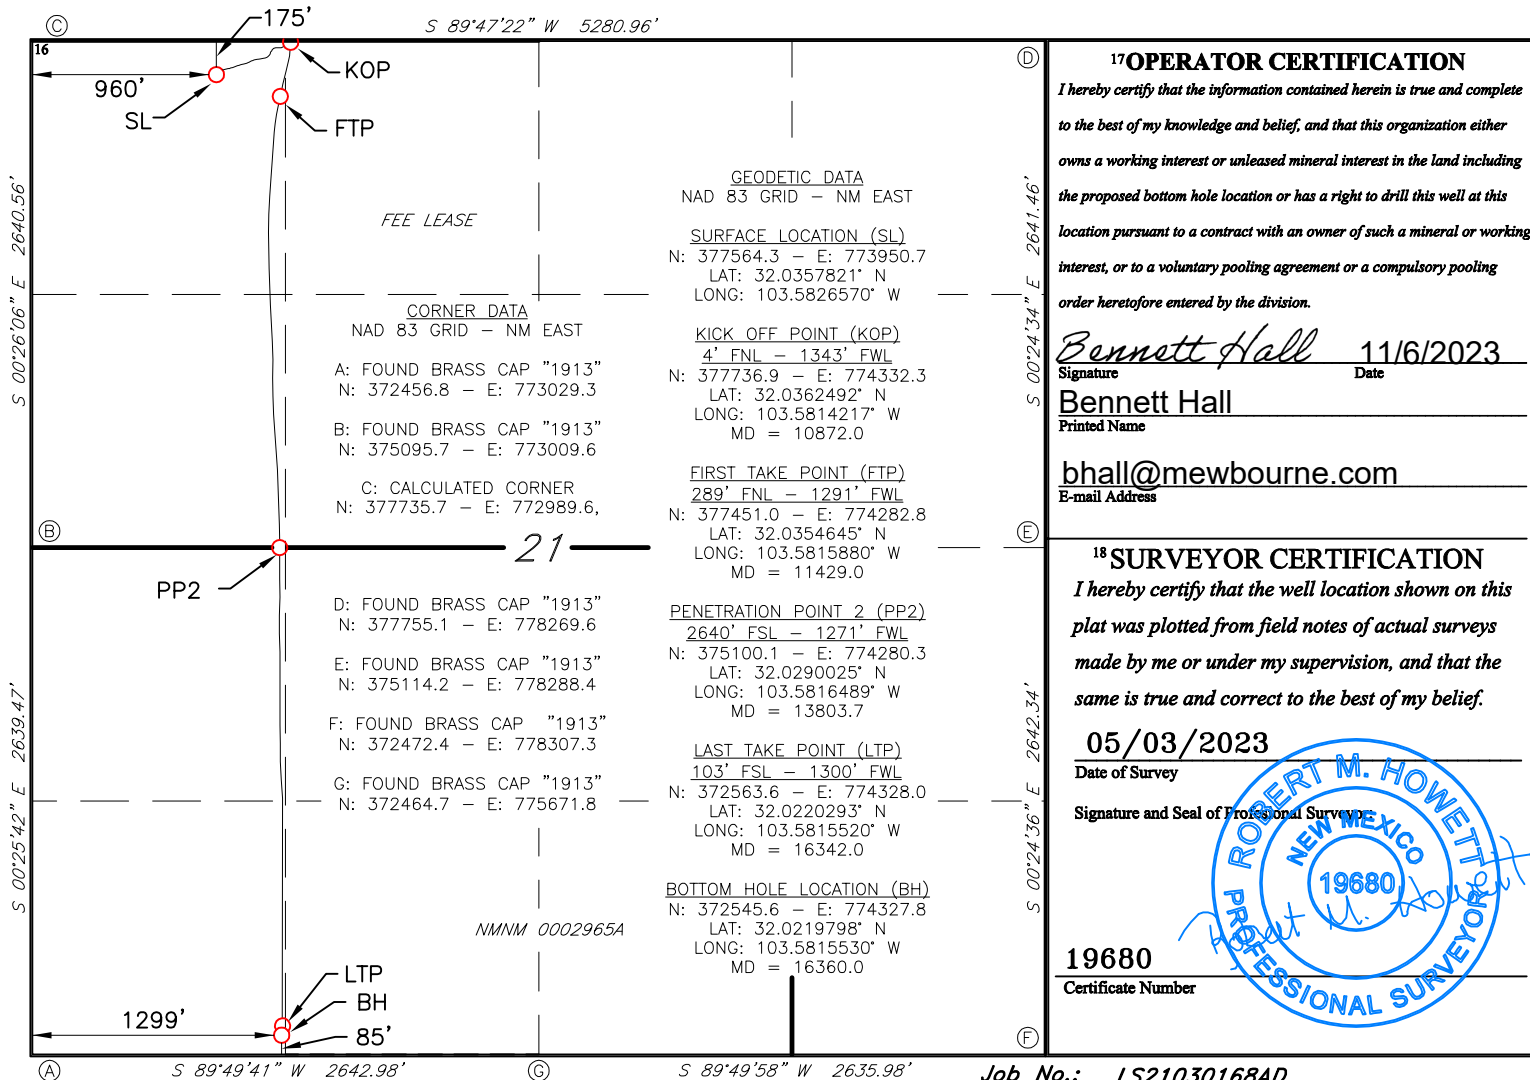 C
S 89°47'22" W 5280.96'
16
175'
960'
SL
KOP
FTP
D
S 00°26'06" E 2640.56'
FEE LEASE
CORNER DATA
NAD 83 GRID – NM EAST
A: FOUND BRASS CAP "1913"
N: 372456.8 – E: 773029.3
B: FOUND BRASS CAP "1913"
N: 375095.7 – E: 773009.6
C: CALCULATED CORNER
N: 377735.7 – E: 772989.6,
B
21
PP2
D: FOUND BRASS CAP "1913"
N: 377755.1 – E: 778269.6
E: FOUND BRASS CAP "1913"
N: 375114.2 – E: 778288.4
F: FOUND BRASS CAP "1913"
N: 372472.4 – E: 778307.3
G: FOUND BRASS CAP "1913"
N: 372464.7 – E: 775671.8
S 00°25'42" E 2639.47'
NMNM 0002965A
LTP
BH
85'
1299'
A
S 89°49'41" W 2642.98'
G
GEODETIC DATA
NAD 83 GRID – NM EAST
SURFACE LOCATION (SL)
N: 377564.3 – E: 773950.7
LAT: 32.0357821° N
LONG: 103.5826570° W
KICK OFF POINT (KOP)
4' FNL – 1343' FWL
N: 377736.9 – E: 774332.3
LAT: 32.0362492° N
LONG: 103.5814217° W
MD = 10872.0
FIRST TAKE POINT (FTP)
289' FNL – 1291' FWL
N: 377451.0 – E: 774282.8
LAT: 32.0354645° N
LONG: 103.5815880° W
MD = 11429.0
PENETRATION POINT 2 (PP2)
2640' FSL – 1271' FWL
N: 375100.1 – E: 774280.3
LAT: 32.0290025° N
LONG: 103.5816489° W
MD = 13803.7
LAST TAKE POINT (LTP)
103' FSL – 1300' FWL
N: 372563.6 – E: 774328.0
LAT: 32.0220293° N
LONG: 103.5815520° W
MD = 16342.0
BOTTOM HOLE LOCATION (BH)
N: 372545.6 – E: 774327.8
LAT: 32.0219798° N
LONG: 103.5815530° W
MD = 16360.0
S 00°24'34" E 2641.46'
E
S 00°24'36" E 2642.34'
F
S 89°49'58" W 2635.98'
17 OPERATOR CERTIFICATION
I hereby certify that the information contained herein is true and complete
to the best of my knowledge and belief, and that this organization either
owns a working interest or unleased mineral interest in the land including
the proposed bottom hole location or has a right to drill this well at this
location pursuant to a contract with an owner of such a mineral or working
interest, or to a voluntary pooling agreement or a compulsory pooling
order heretofore entered by the division.
Bennett Hall 11/6/2023
Signature Date
Bennett Hall
Printed Name
bhall@mewbourne.com
E-mail Address
18 SURVEYOR CERTIFICATION
I hereby certify that the well location shown on this
plat was plotted from field notes of actual surveys
made by me or under my supervision, and that the
same is true and correct to the best of my belief.
05/03/2023
Date of Survey
Signature and Seal of Professional Surveyor:
ROBERT M. HOWETT
NEW MEXICO
19680
PROFESSIONAL SURVEYOR
Robert M. Howett
19680
Certificate Number
Job No.: LS21030168AD